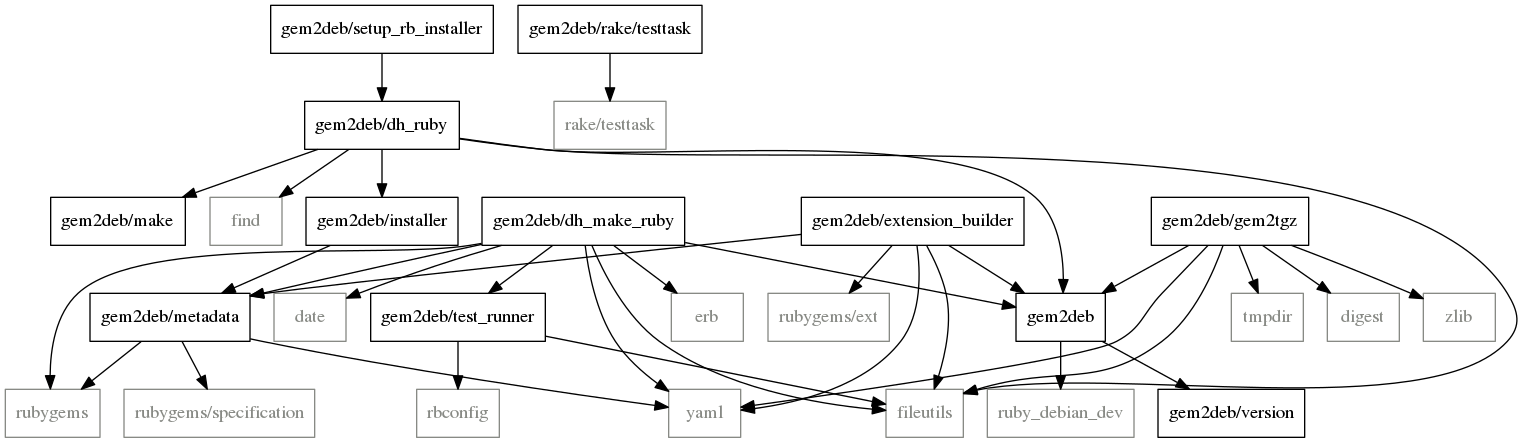 gem2deb/setup_rb_installer
gem2deb/rake/testtask
gem2deb/dh_ruby
rake/testtask
gem2deb/make
find
gem2deb/installer
gem2deb/dh_make_ruby
gem2deb/extension_builder
gem2deb/gem2tgz
gem2deb/metadata
date
gem2deb/test_runner
erb
rubygems/ext
gem2deb
tmpdir
digest
zlib
rubygems
rubygems/specification
rbconfig
yaml
fileutils
ruby_debian_dev
gem2deb/version